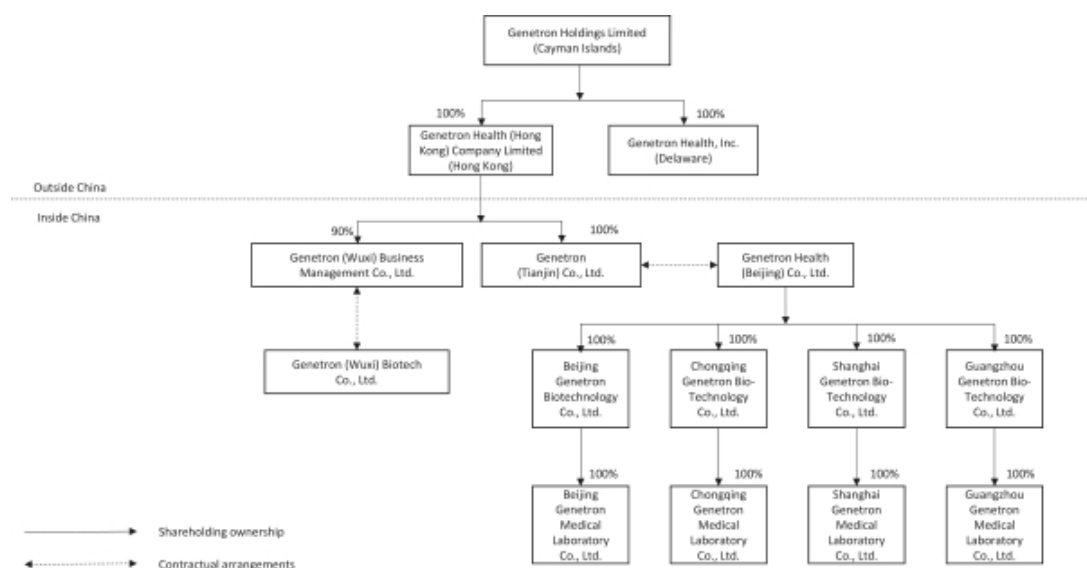 Genetron Holdings Limited
(Cayman Islands)
100%
100%
Genetron Health (Hong
Kong) Company Limited
(Hong Kong)
Genetron Health, Inc.
(Delaware)
Outside China
Inside China
90%
100%
Genetron (Wuxi) Business
Management Co., Ltd.
Genetron
(Tianjin) Co., Ltd.
Genetron Health
(Beijing) Co., Ltd.
Genetron (Wuxi) Biotech
Co., Ltd.
100%
100%
100%
100%
Beijing
Genetron
Biotechnology
Co., Ltd.
Chongqing
Genetron Bio-
Technology
Co., Ltd.
Shanghai
Genetron Bio-
Technology
Co., Ltd.
Guangzhou
Genetron Bio-
Technology
Co., Ltd.
100%
100%
100%
100%
Beijing
Genetron
Medical
Laboratory
Co., Ltd.
Chongqing
Genetron
Medical
Laboratory
Co., Ltd.
Shanghai
Genetron
Medical
Laboratory
Co., Ltd.
Guangzhou
Genetron
Medical
Laboratory
Co., Ltd.
Shareholding ownership
Contractual arrangements